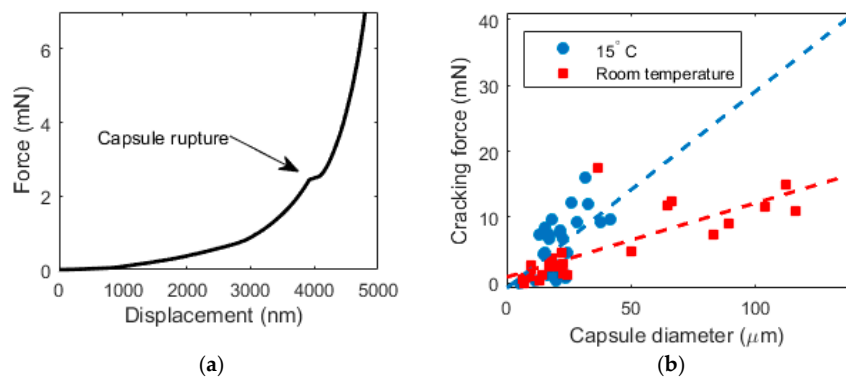 6
4
2
0
Force (mN)
Capsule rupture
0 1000 2000 3000 4000 5000
Displacement (nm)
(a)
40
30
20
10
0
Cracking force (mN)
15° C
Room temperature
0 50 100
Capsule diameter (μm)
(b)